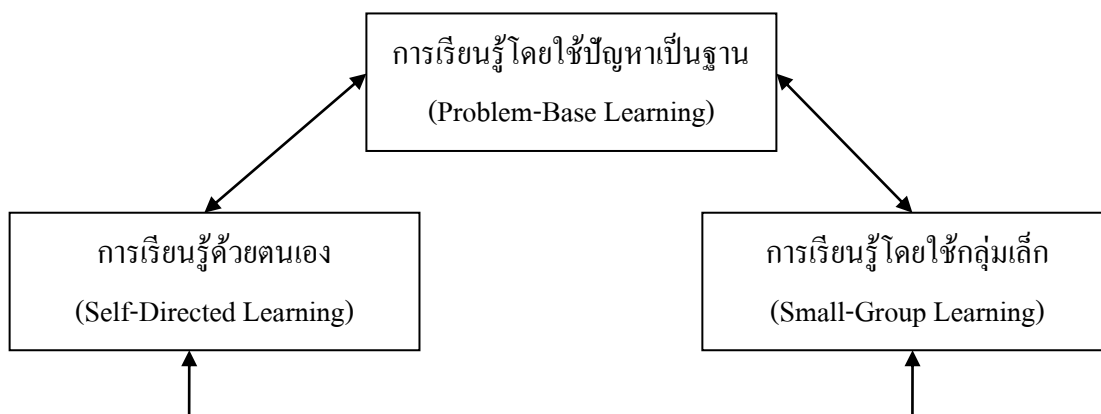 การเรียนรู้โดยใช้ปัญหาเป็นฐาน
(Problem-Base Learning)
การเรียนรู้ด้วยตนเอง
(Self-Directed Learning)
การเรียนรู้โดยใช้กลุ่มเล็ก
(Small-Group Learning)